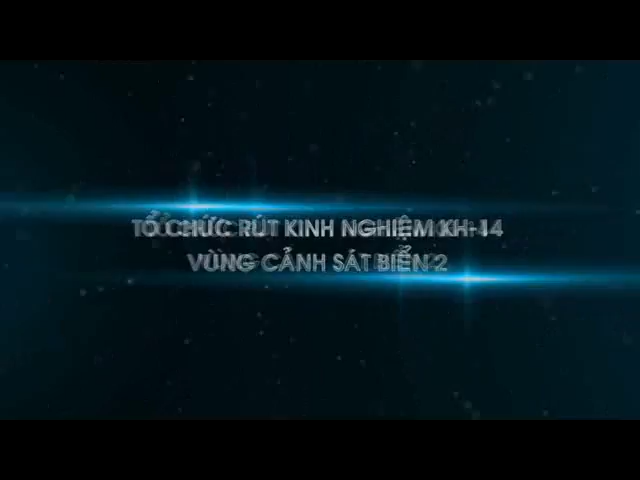 TỔ CHỨC RÚT KINH NGHIỆM KH-14
VÙNG CẢNH SÁT BIỂN 2